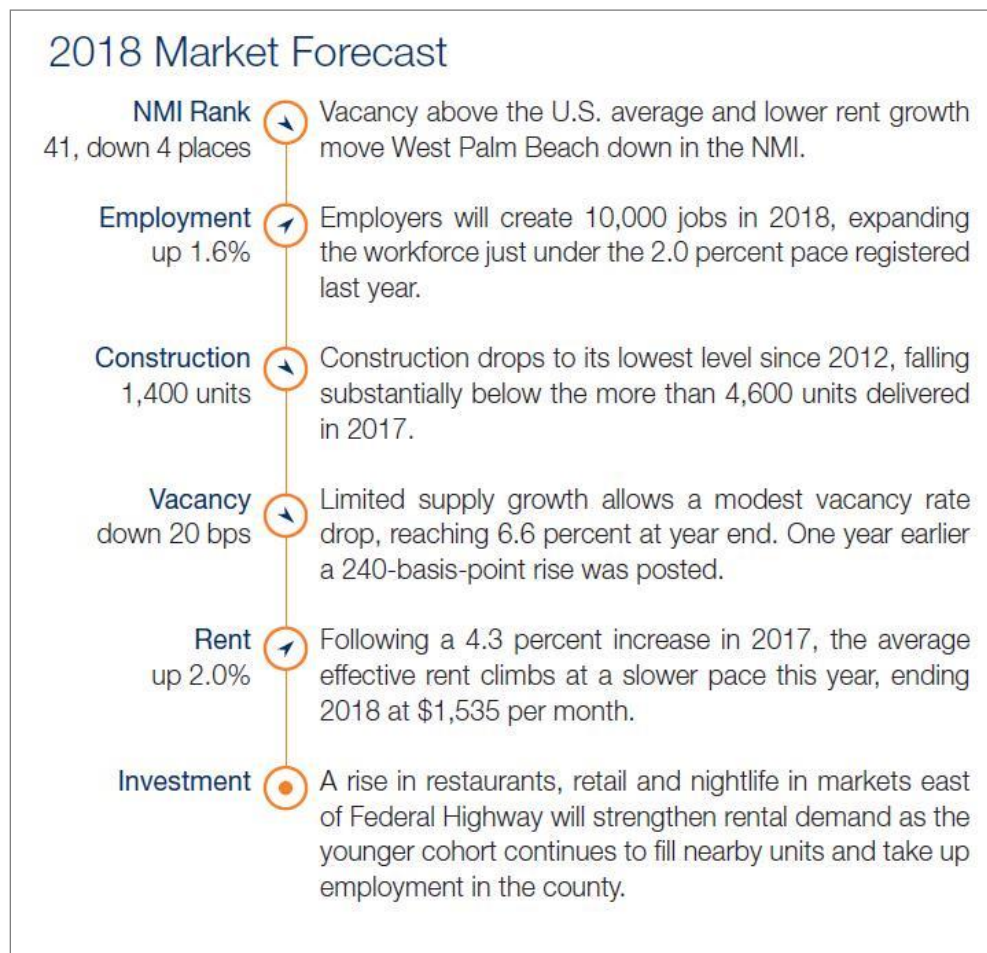 2018 Market Forecast
NMI Rank
41, down 4 places
Vacancy above the U.S. average and lower rent growth
move West Palm Beach down in the NMI.
Employment
up 1.6%
Employers will create 10,000 jobs in 2018, expanding
the workforce just under the 2.0 percent pace registered
last year.
Construction
1,400 units
Construction drops to its lowest level since 2012, falling
substantially below the more than 4,600 units delivered
in 2017.
Vacancy
down 20 bps
Limited supply growth allows a modest vacancy rate
drop, reaching 6.6 percent at year end. One year earlier
a 240-basis-point rise was posted.
Rent
up 2.0%
Following a 4.3 percent increase in 2017, the average
effective rent climbs at a slower pace this year, ending
2018 at $1,535 per month.
Investment
A rise in restaurants, retail and nightlife in markets east
of Federal Highway will strengthen rental demand as the
younger cohort continues to fill nearby units and take up
employment in the county.